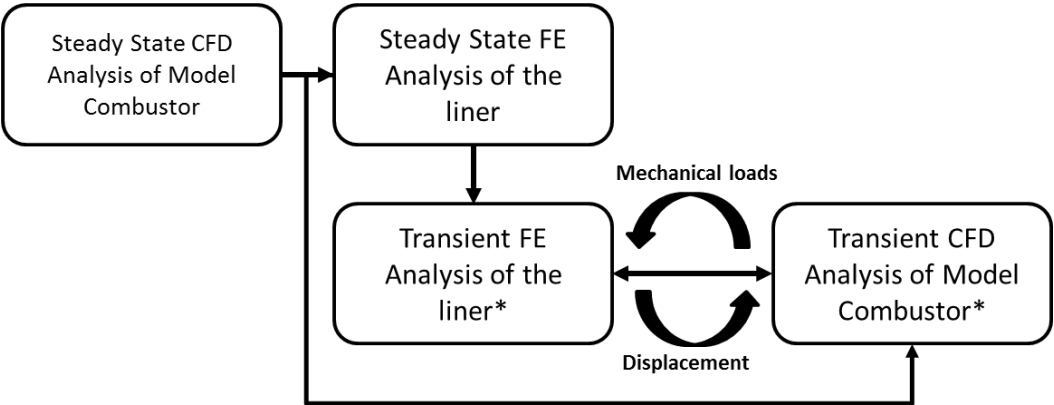 Steady State CFD
Analysis of Model
Combustor
Steady State FE
Analysis of the
liner
Mechanical loads
Transient FE
Analysis of the
liner*
Transient CFD
Analysis of Model
Combustor*
Displacement